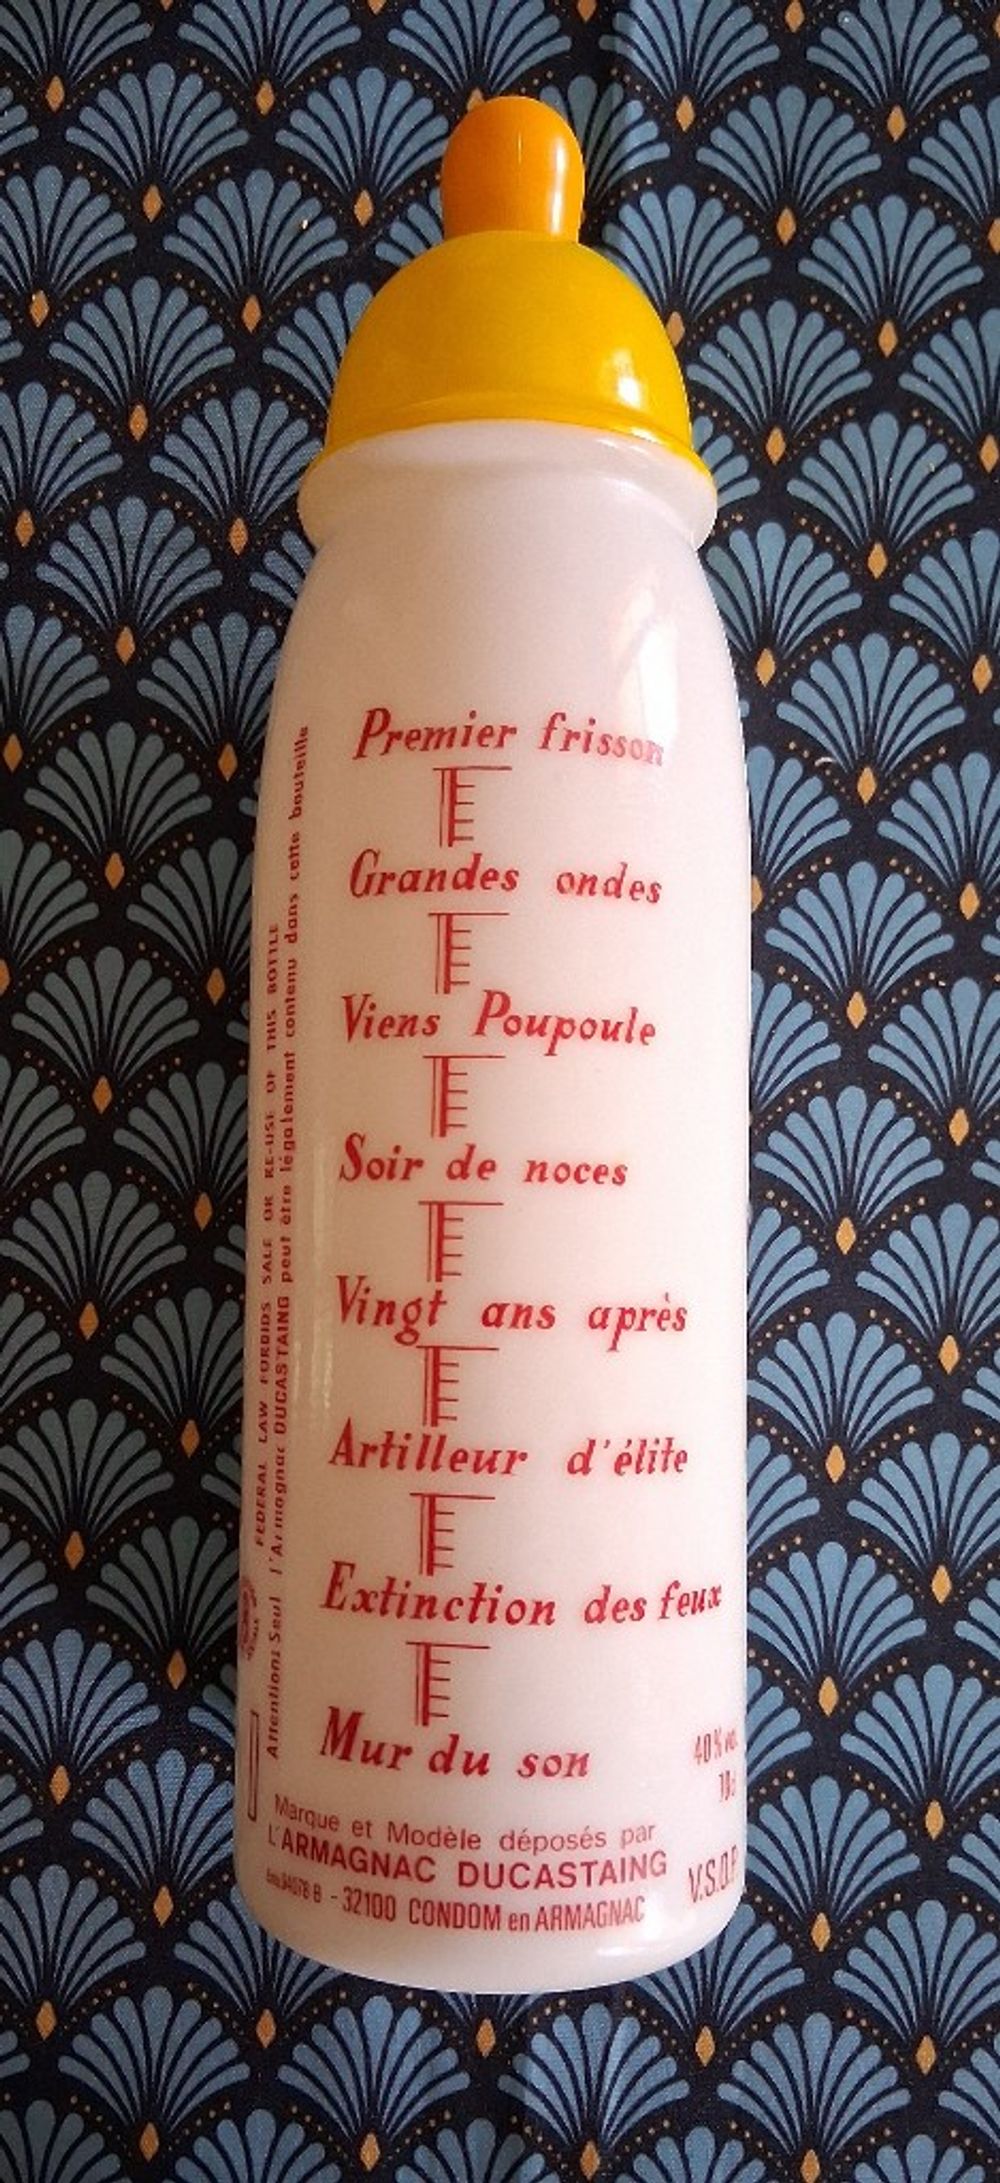 Premier frisson
Grandes ondes
Viens Poupoule
Soir de noces
Vingt ans après
Artilleur d'élite
Extinction des feux
Mur du son
Marque et Modèle déposés par
L'ARMAGNAC DUCASTAING
- 32100 CONDOM en ARMAGNAC
40%
V.S.O.P
FEDERAL LAW FORBIDS SALE OR RE-USE OF THIS BOTTLE
Attentions Seul l'Armagnac DUCASTAING peut être légalement contenu dans cette bouteille